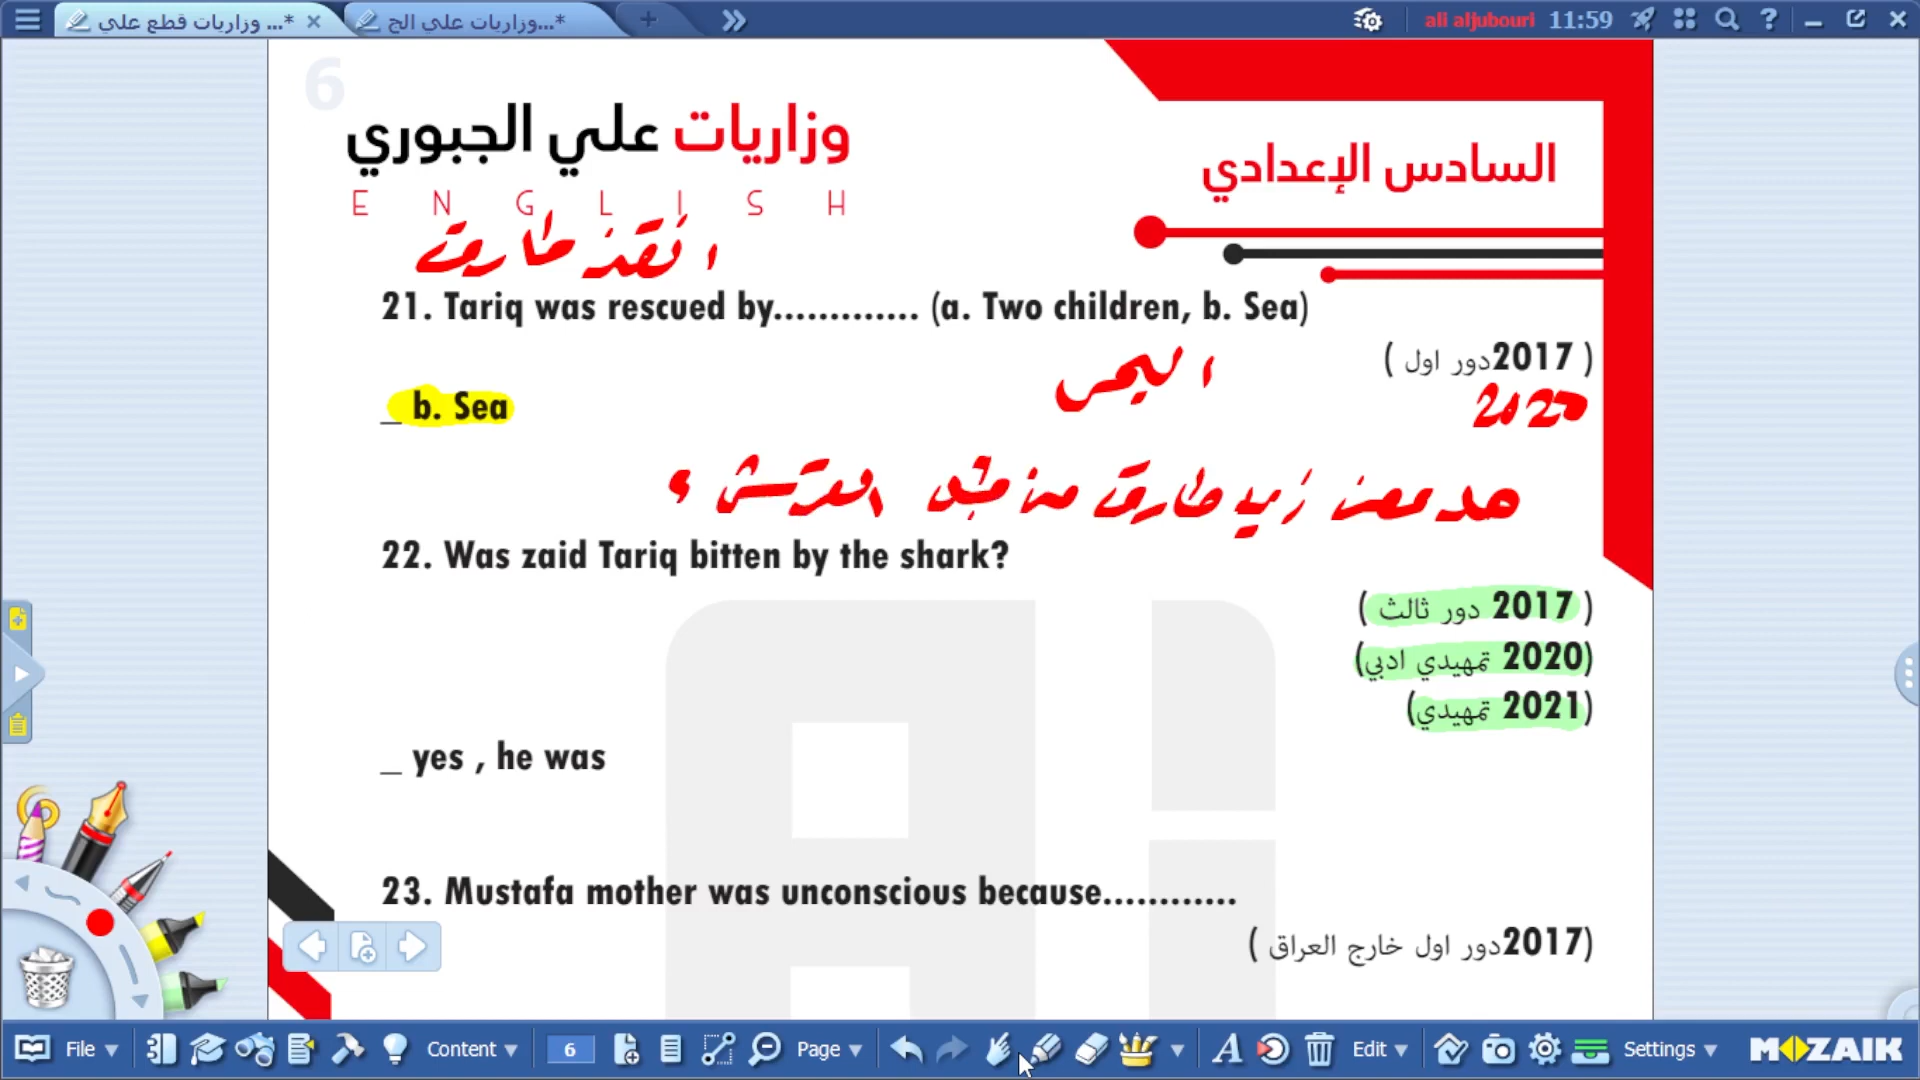 وزاريات قطع علي ... *
وزاريات علي الج...*
ali aljubouri 11:59
6
وزاريات علي الجبوري
ENGLISH
السادس الإعدادي
انقذ طارق
21. Tariq was rescued by............. (a. Two children, b. Sea)
( 2017دور اول )
2020
_ b. Sea
هل عض زيد طارق من قبل القرش ؟
22. Was zaid Tariq bitten by the shark?
( 2017 دور ثالث )
(2020 تمهيدي ادبي)
(2021 تمهيدي)
_ yes , he was
23. Mustafa mother was unconscious because............
(2017دور اول خارج العراق )
File Content 6 Page Edit Settings MOZAIK